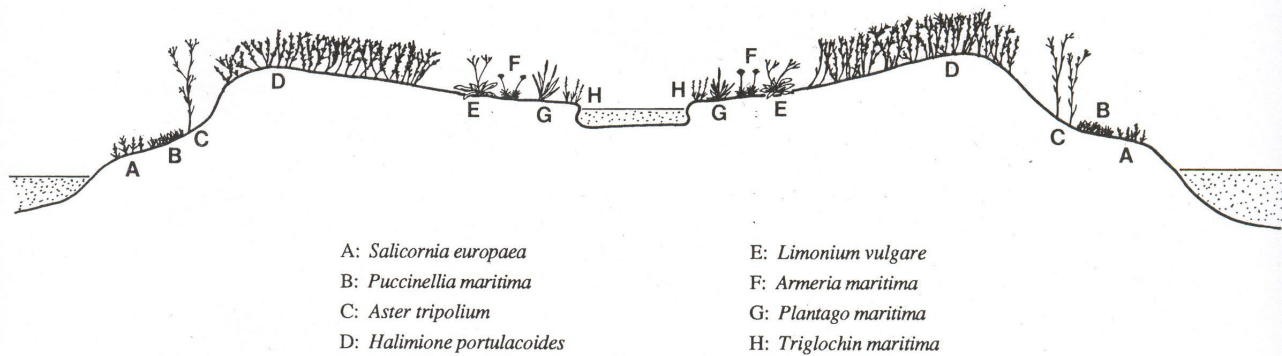 F
F
D
H
H
D
E
G
G
E
B
B
A
B
C
C
A
A: Salicornia europaea
B: Puccinellia maritima
C: Aster tripolium
D: Halimione portulacoides
E: Limonium vulgare
F: Armeria maritima
G: Plantago maritima
H: Triglochin maritima